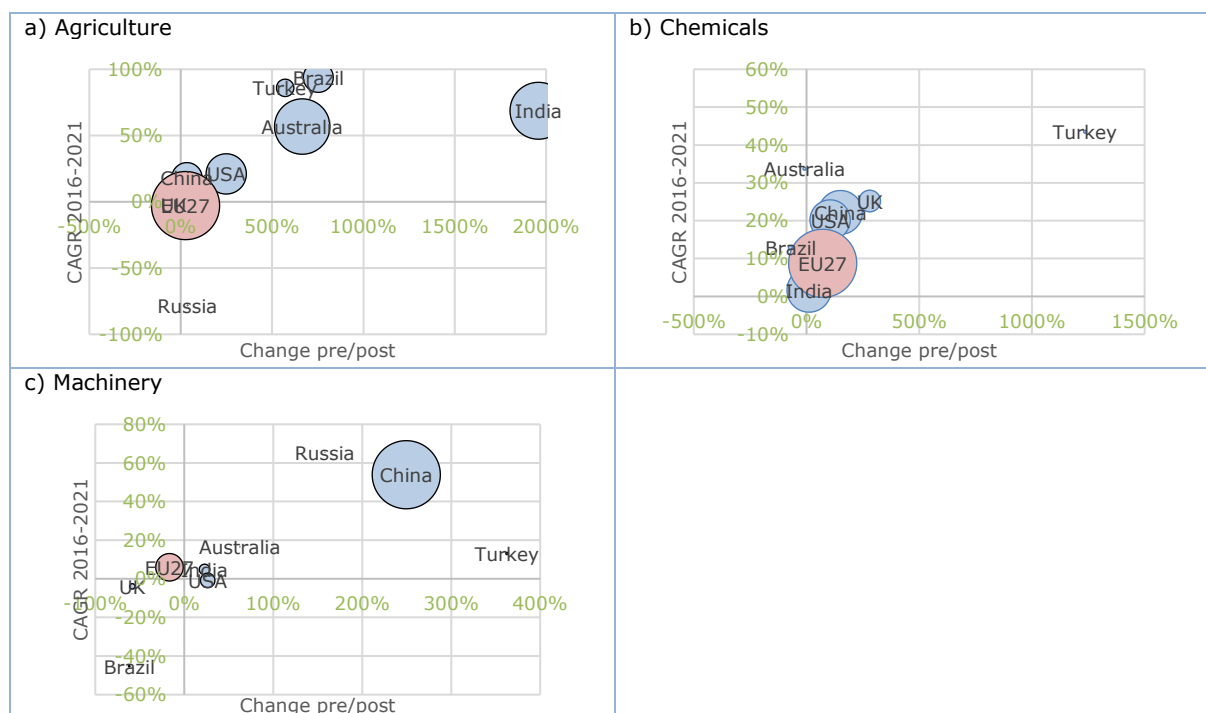 a) Agriculture
CAGR 2016-2021
100%
50%
0%
-50%
-100%
-500%
0%
500%
1000%
1500%
2000%
Brazil
Turkey
India
Australia
China
USA
UK
EU27
Russia
Change pre/post
b) Chemicals
CAGR 2016-2021
60%
50%
40%
30%
20%
10%
0%
-10%
-500%
0%
500%
1000%
1500%
Turkey
Australia
UK
China
USA
Brazil
EU27
India
Change pre/post
c) Machinery
CAGR 2016-2021
80%
60%
40%
20%
0%
-20%
-40%
-60%
-100%
0%
100%
200%
300%
400%
Russia
China
Australia
Turkey
EU27
India
USA
UK
Brazil
Change pre/post